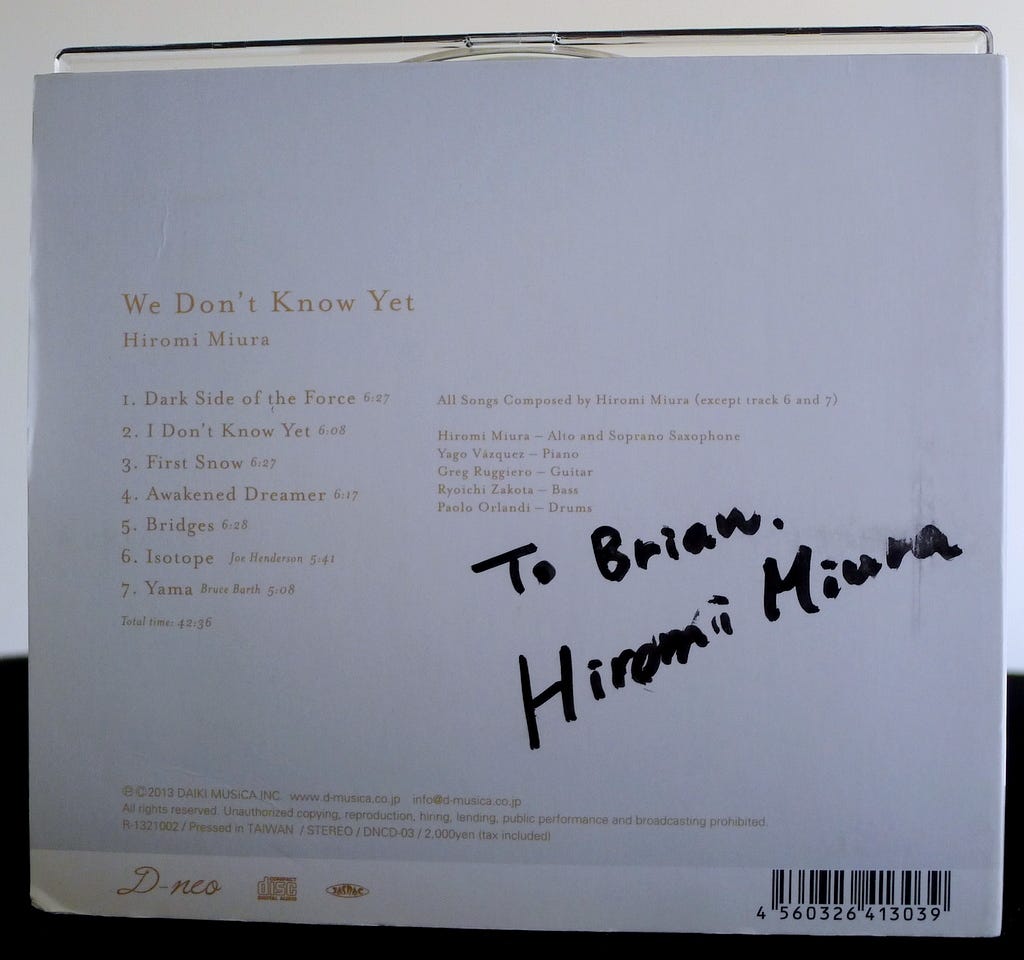 We Don't Know Yet
Hiromi Miura
1. Dark Side of the Force 6:27
2. I Don't Know Yet 6:08
3. First Snow 6:27
4. Awakened Dreamer 6:17
5. Bridges 6:28
6. Isotope Joe Henderson 5:41
7. Yama Bruce Barth 5:08
Total time: 42:36
All Songs Composed by Hiromi Miura (except track 6 and 7)
Hiromi Miura – Alto and Soprano Saxophone
Yago Vázquez – Piano
Greg Ruggiero – Guitar
Ryoichi Zakota – Bass
Paolo Orlandi – Drums
To Brian.
Hiromi Miura
℗©2013 DAIKI MUSiCA,INC. www.d-musica.co.jp info@d-musica.co.jp
All rights reserved. Unauthorized copying, reproduction, hiring, lending, public performance and broadcasting prohibited.
R-1321002 / Pressed in TAIWAN / STEREO / DNCD-03 / 2,000yen (tax included)
D-neo
COMPACT
disc
DIGITAL AUDIO
JASRAC
4 560326 413039